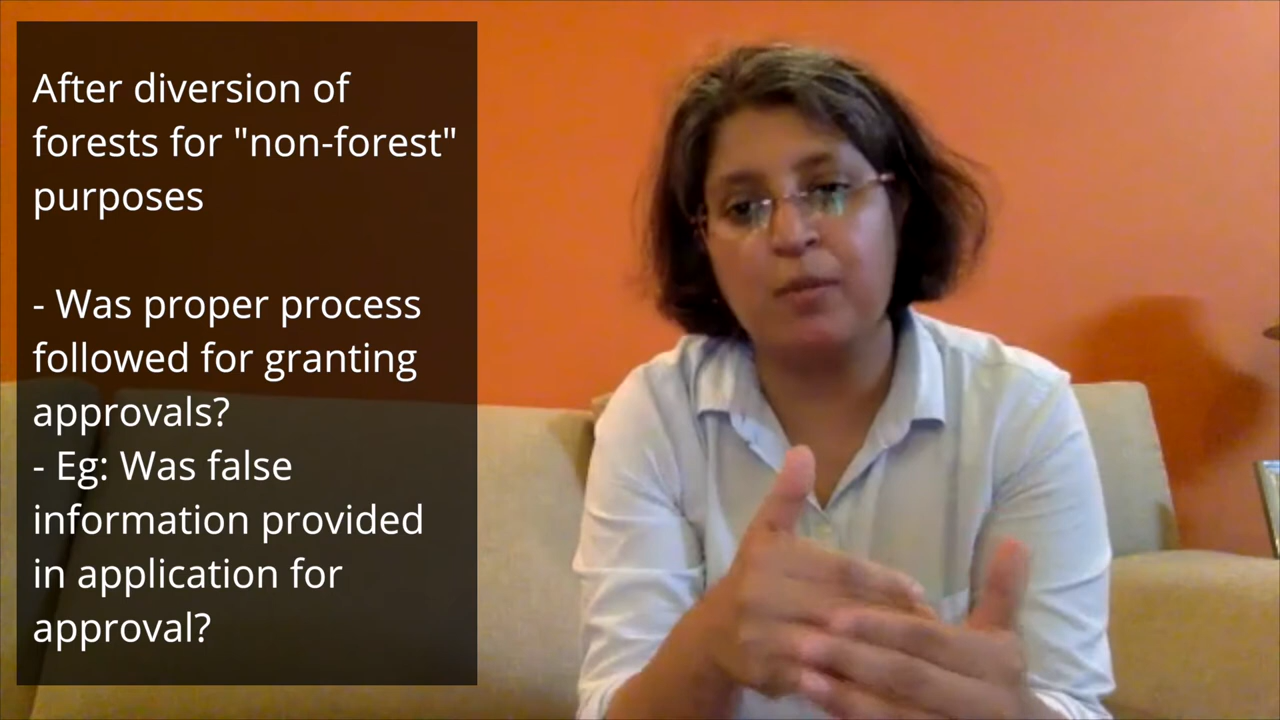 After diversion of
forests for "non-forest"
purposes
- Was proper process
followed for granting
approvals?
- Eg: Was false
information provided
in application for
approval?